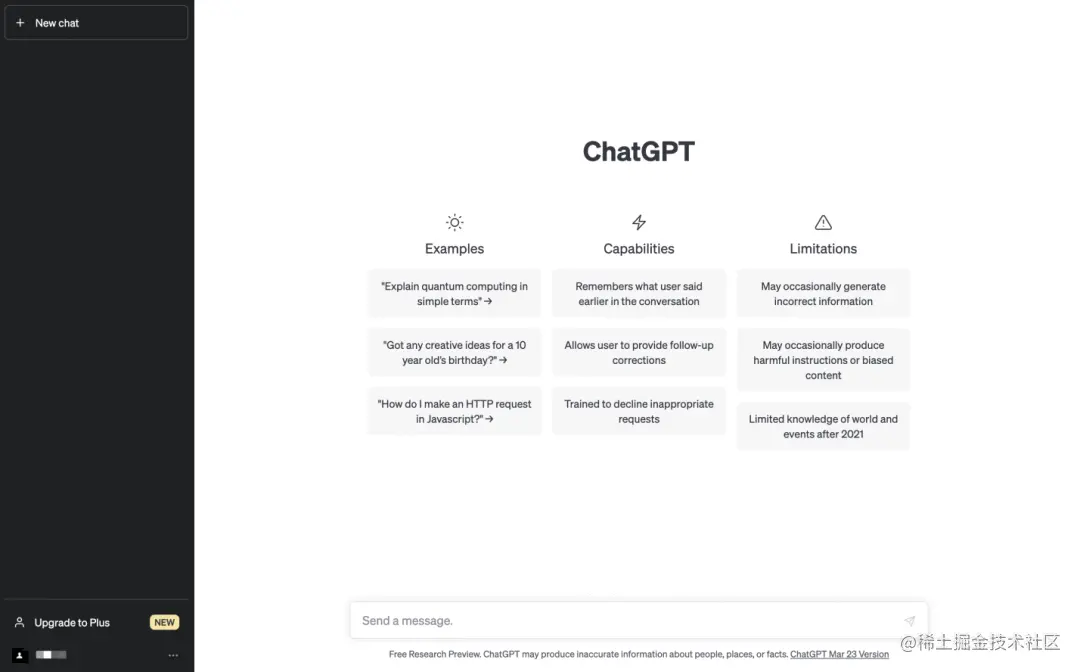 New chat
ChatGPT
Examples
"Explain quantum computing in
simple terms" →
"Got any creative ideas for a 10
year old's birthday?" →
"How do I make an HTTP request
in Javascript?" →
Capabilities
Remembers what user said
earlier in the conversation
Allows user to provide follow-up
corrections
Trained to decline inappropriate
requests
Limitations
May occasionally generate
incorrect information
May occasionally produce
harmful instructions or biased
content
Limited knowledge of world and
events after 2021
Upgrade to Plus
NEW
Send a message.
Free Research Preview. ChatGPT may produce inaccurate information about people, places, or facts. ChatGPT Mar 23 Version
@稀土掘金技术社区